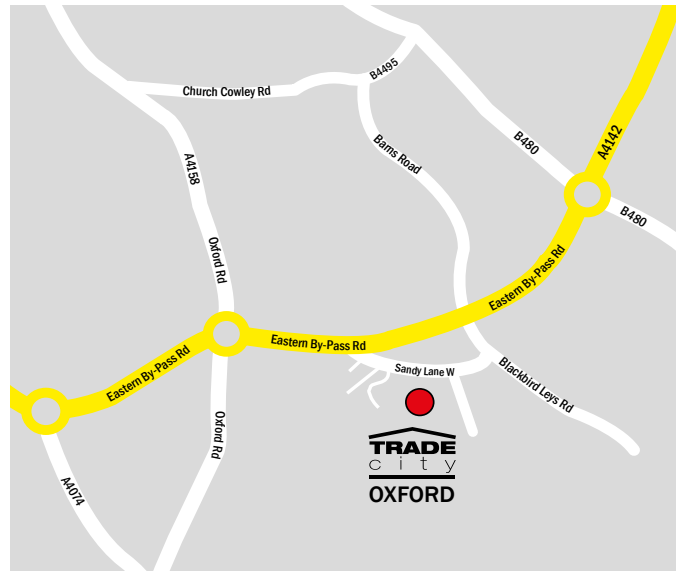 Church Cowley Rd
B4495
A4158
Barns Road
B480
A4142
B480
Oxford Rd
Eastern By-Pass Rd
Eastern By-Pass Rd
Eastern By-Pass Rd
Sandy Lane W
Blackbird Leys Rd
Oxford Rd
A4074
TRADE
city
OXFORD